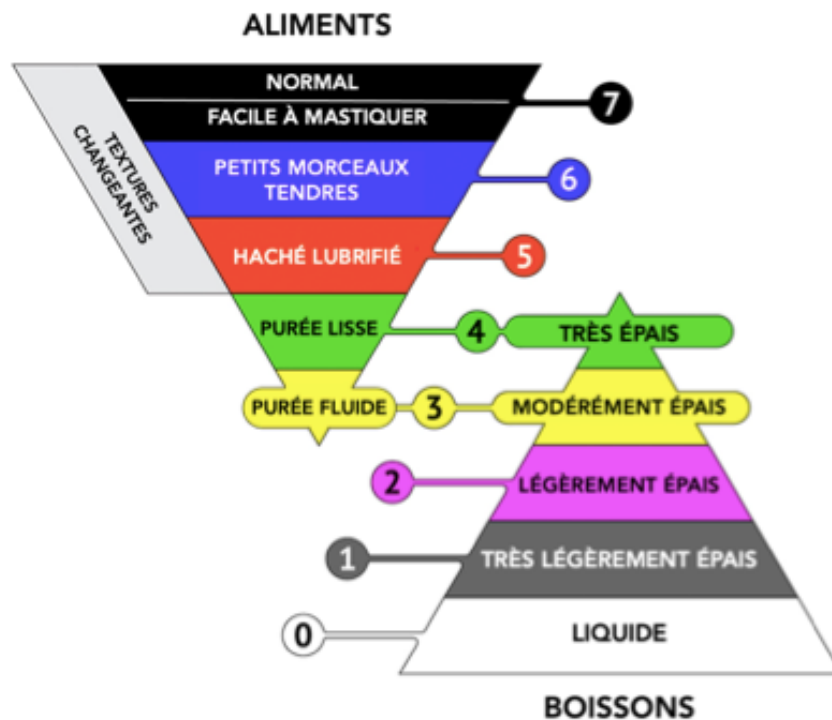 ALIMENTS
NORMAL
FACILE À MASTIQUER
7
TEXTURES
CHANGEANTES
PETITS MORCEAUX
TENDRES
6
HACHÉ LUBRIFIÉ
5
PURÉE LISSE
4
TRÈS ÉPAIS
PURÉE FLUIDE
3
MODÉRÉMENT ÉPAIS
2
LÉGÈREMENT ÉPAIS
1
TRÈS LÉGÈREMENT ÉPAIS
0
LIQUIDE
BOISSONS